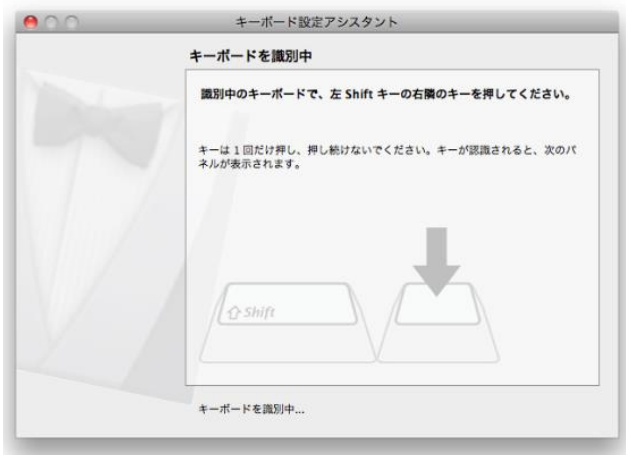 キーボード設定アシスタント
キーボードを識別中
識別中のキーボードで、左 Shift キーの右隣のキーを押してください。
キーは 1 回だけ押し、押し続けないでください。キーが認識されると、次のパ
ネルが表示されます。
⇧ Shift
キーボードを識別中...